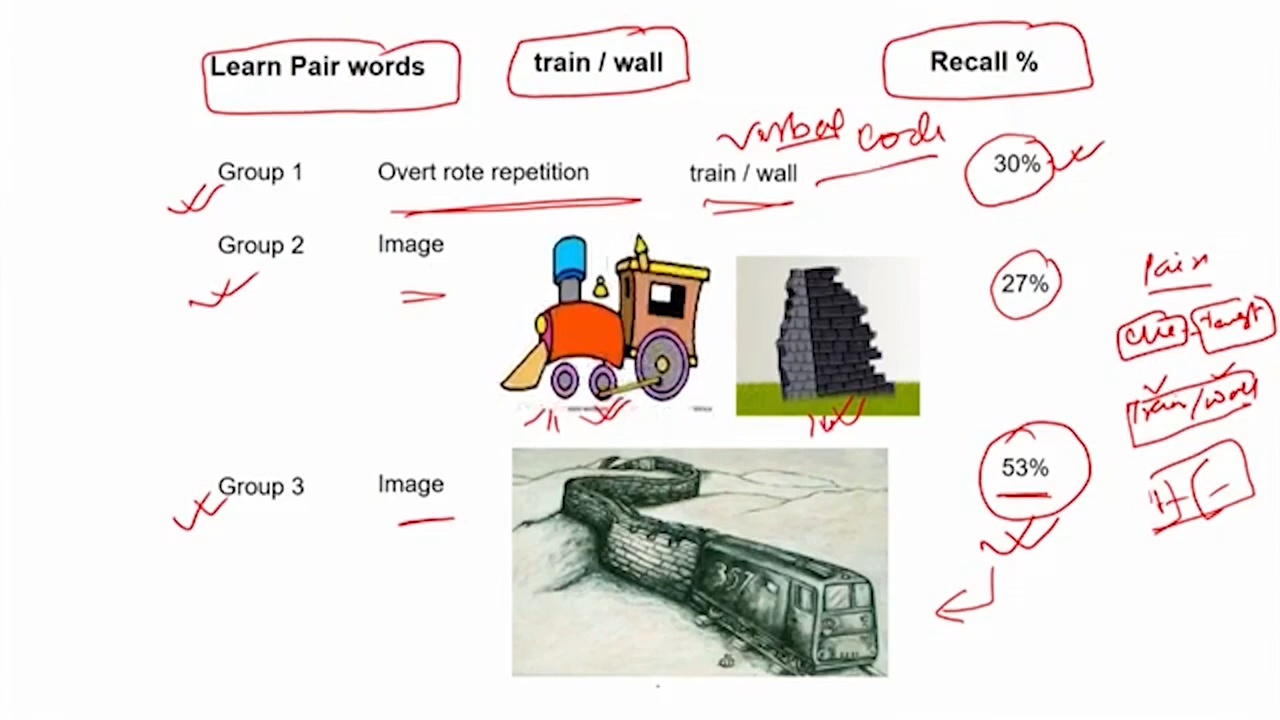 Learn Pair words train / wall Recall %
verbal code
Group 1 Overt rote repetition train / wall 30%
Group 2 Image 27%
pair
clue - target
Train / wall
53%
Group 3 Image
357